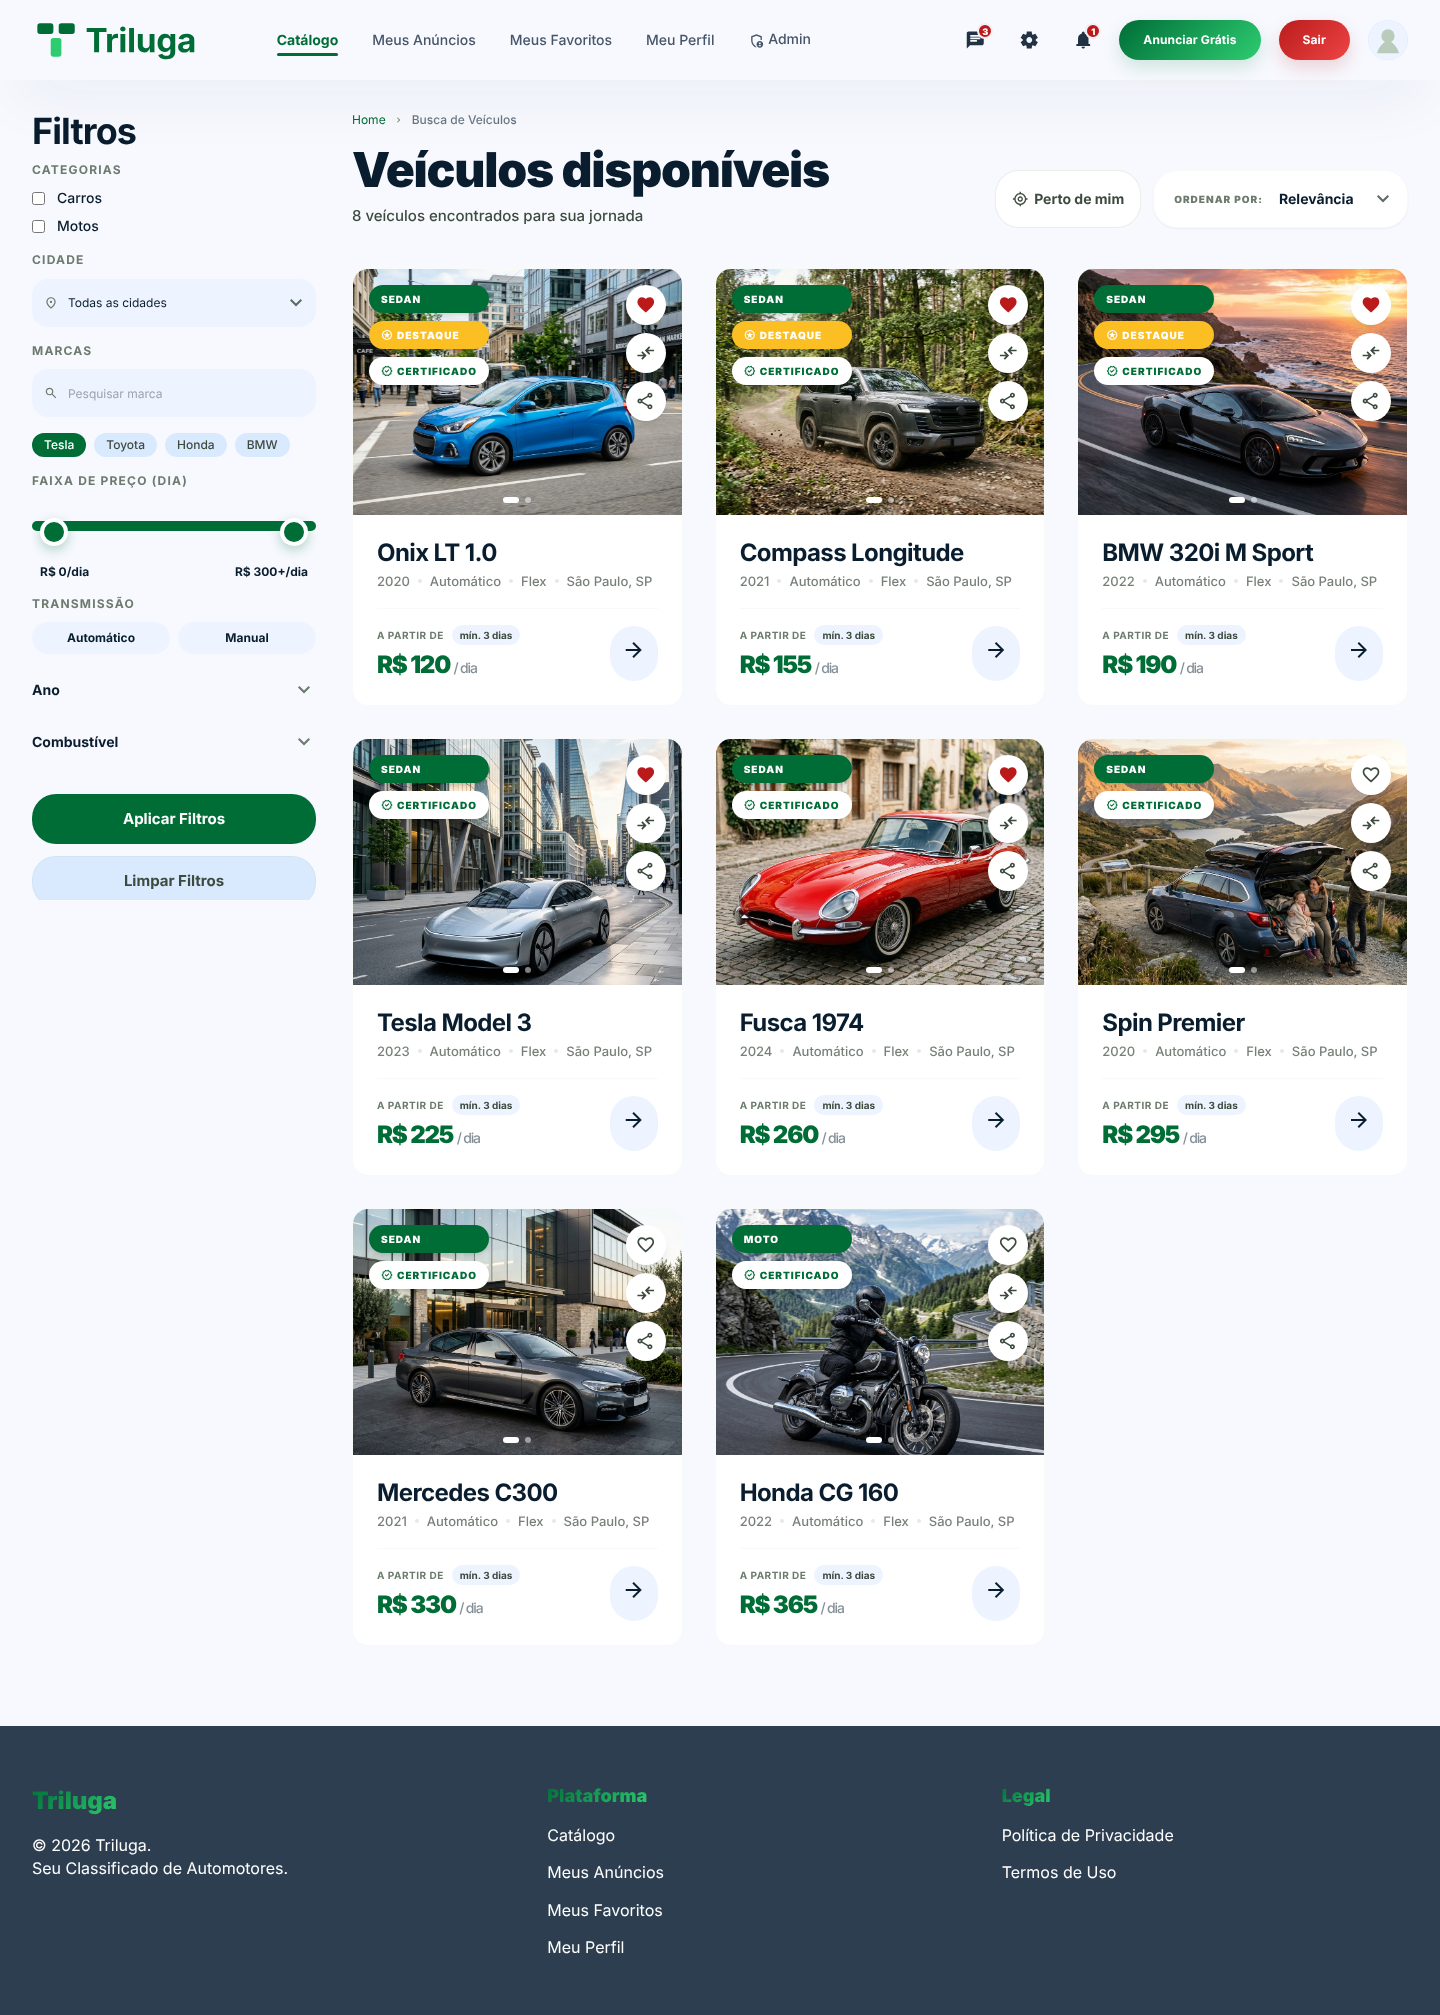 Triluga
Catálogo
Meus Anúncios
Meus Favoritos
Meu Perfil
Admin
3
1
Anunciar Grátis
Sair
Filtros
CATEGORIAS
Carros
Motos
CIDADE
Todas as cidades
MARCAS
Pesquisar marca
Tesla
Toyota
Honda
BMW
FAIXA DE PREÇO (DIA)
R$ 0/dia
R$ 300+/dia
TRANSMISSÃO
Automático
Manual
Ano
Combustível
Aplicar Filtros
Limpar Filtros
Home › Busca de Veículos
Veículos disponíveis
8 veículos encontrados para sua jornada
Perto de mim
ORDENAR POR: Relevância
SEDAN
DESTAQUE
CERTIFICADO
Onix LT 1.0
2020 • Automático • Flex • São Paulo, SP
A PARTIR DE mín. 3 dias
R$ 120 / dia
SEDAN
DESTAQUE
CERTIFICADO
Compass Longitude
2021 • Automático • Flex • São Paulo, SP
A PARTIR DE mín. 3 dias
R$ 155 / dia
SEDAN
DESTAQUE
CERTIFICADO
BMW 320i M Sport
2022 • Automático • Flex • São Paulo, SP
A PARTIR DE mín. 3 dias
R$ 190 / dia
SEDAN
CERTIFICADO
Tesla Model 3
2023 • Automático • Flex • São Paulo, SP
A PARTIR DE mín. 3 dias
R$ 225 / dia
SEDAN
CERTIFICADO
Fusca 1974
2024 • Automático • Flex • São Paulo, SP
A PARTIR DE mín. 3 dias
R$ 260 / dia
SEDAN
CERTIFICADO
Spin Premier
2020 • Automático • Flex • São Paulo, SP
A PARTIR DE mín. 3 dias
R$ 295 / dia
SEDAN
CERTIFICADO
Mercedes C300
2021 • Automático • Flex • São Paulo, SP
A PARTIR DE mín. 3 dias
R$ 330 / dia
MOTO
CERTIFICADO
Honda CG 160
2022 • Automático • Flex • São Paulo, SP
A PARTIR DE mín. 3 dias
R$ 365 / dia
Triluga
© 2026 Triluga.
Seu Classificado de Automotores.
Plataforma
Catálogo
Meus Anúncios
Meus Favoritos
Meu Perfil
Legal
Política de Privacidade
Termos de Uso